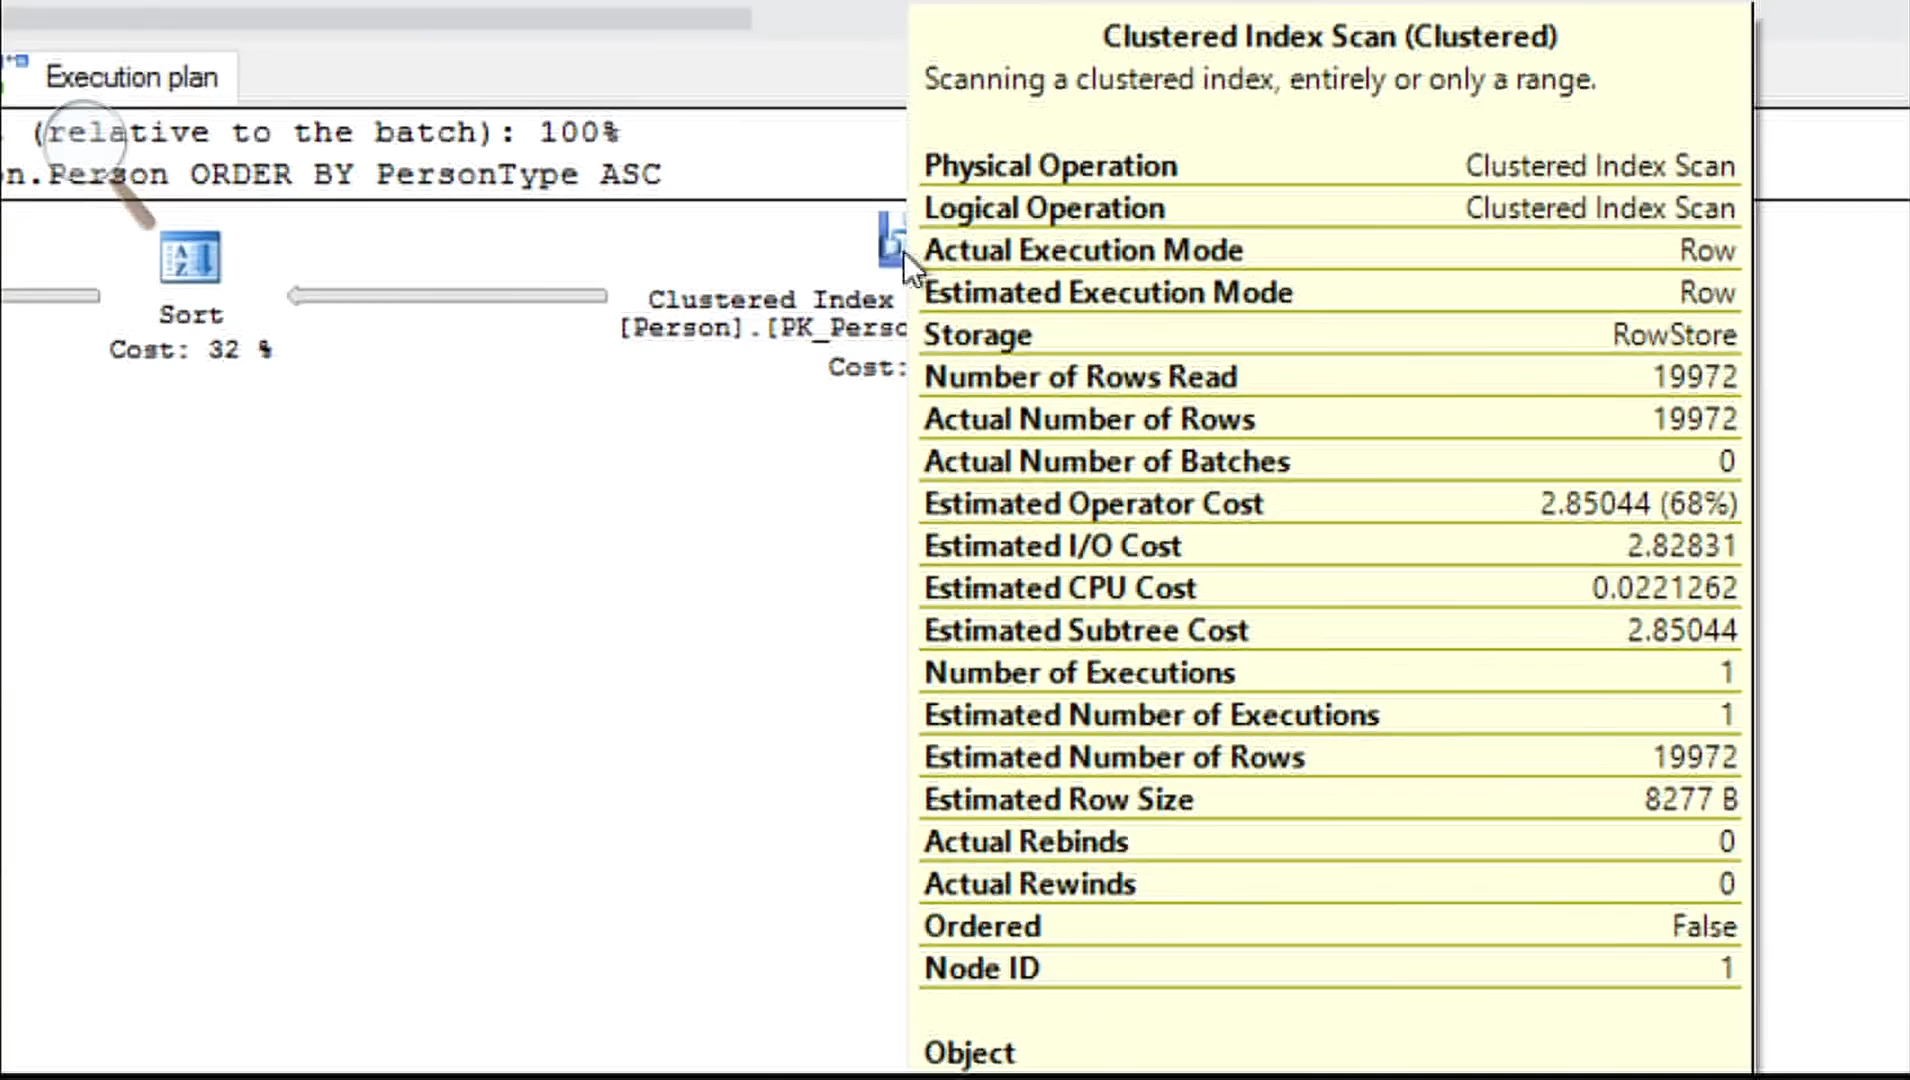 Execution plan
(relative to the batch): 100%
n.Person ORDER BY PersonType ASC
Sort
Cost: 32 %
Clustered Index
[Person].[PK_Perso
Cost:
Clustered Index Scan (Clustered)
Scanning a clustered index, entirely or only a range.
Physical Operation Clustered Index Scan
Logical Operation Clustered Index Scan
Actual Execution Mode Row
Estimated Execution Mode Row
Storage RowStore
Number of Rows Read 19972
Actual Number of Rows 19972
Actual Number of Batches 0
Estimated Operator Cost 2.85044 (68%)
Estimated I/O Cost 2.82831
Estimated CPU Cost 0.0221262
Estimated Subtree Cost 2.85044
Number of Executions 1
Estimated Number of Executions 1
Estimated Number of Rows 19972
Estimated Row Size 8277 B
Actual Rebinds 0
Actual Rewinds 0
Ordered False
Node ID 1
Object